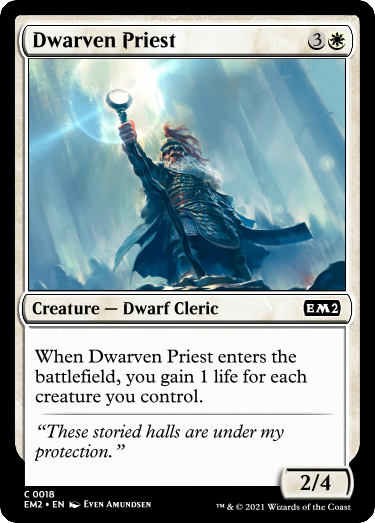 Dwarven Priest 3
Creature — Dwarf Cleric EM2
When Dwarven Priest enters the
battlefield, you gain 1 life for each
creature you control.
“These storied halls are under my
protection.”
2/4
C 0018
EM2 • EN Even Amundsen ™ & © 2021 Wizards of the Coast